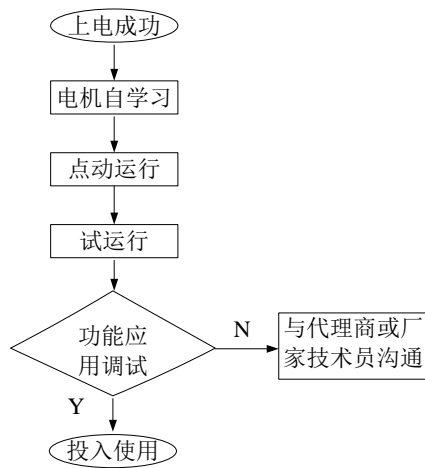 上电成功
电机自学习
点动运行
试运行
功能应
用调试
N
与代理商或厂
家技术员沟通
Y
投入使用